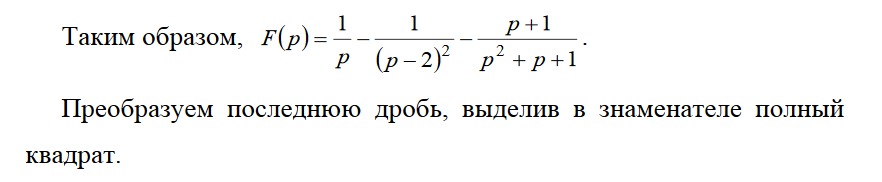 Таким образом, F(p) = 1/p − 1/(p − 2)² − (p + 1)/(p² + p + 1).
Преобразуем последнюю дробь, выделив в знаменателе полный
квадрат.